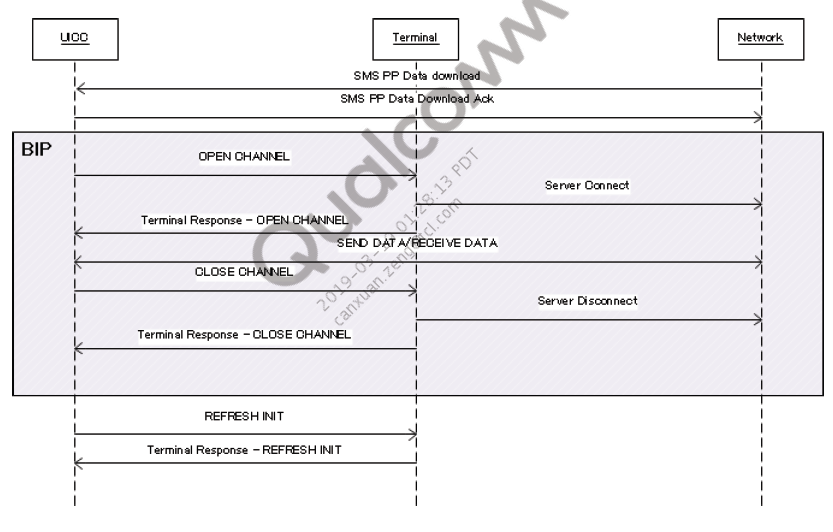 UICC
Terminal
Network
SMS PP Data download
SMS PP Data Download Ack
BIP
OPEN CHANNEL
Server Connect
Terminal Response - OPEN CHANNEL
SEND DATA/RECEIVE DATA
CLOSE CHANNEL
Server Disconnect
Terminal Response - CLOSE CHANNEL
REFRESH INIT
Terminal Response - REFRESH INIT
Qualcomm